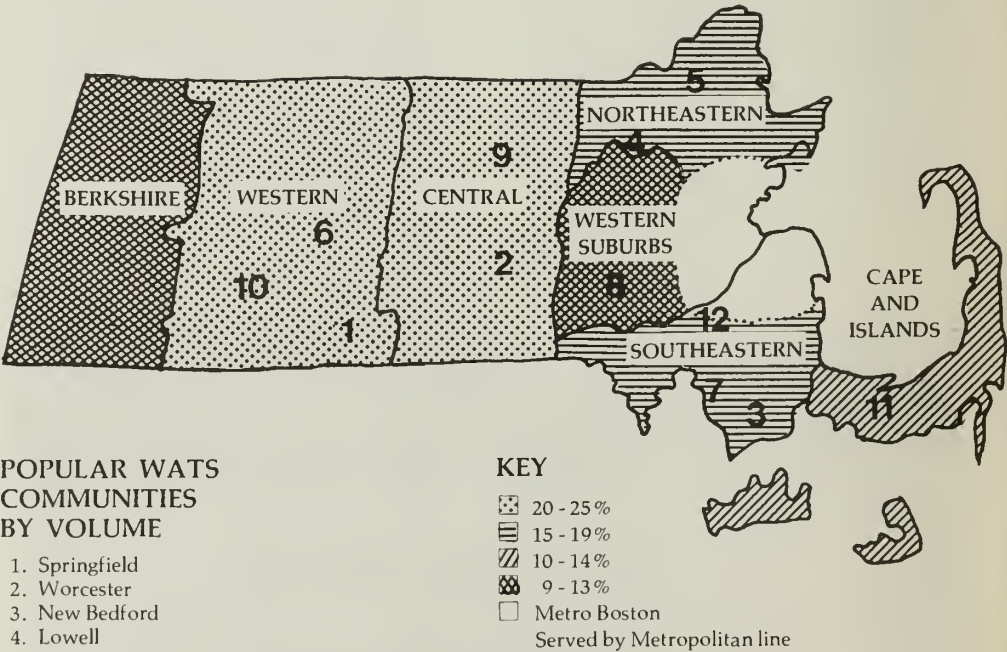 5
NORTHEASTERN
4
9
BERKSHIRE
WESTERN
CENTRAL
WESTERN
SUBURBS
6
2
10
8
CAPE
AND
ISLANDS
1
12
SOUTHEASTERN
7
3
11
POPULAR WATS
COMMUNITIES
BY VOLUME
1. Springfield
2. Worcester
3. New Bedford
4. Lowell
KEY
20 - 25%
15 - 19%
10 - 14%
9 - 13%
Metro Boston
Served by Metropolitan line